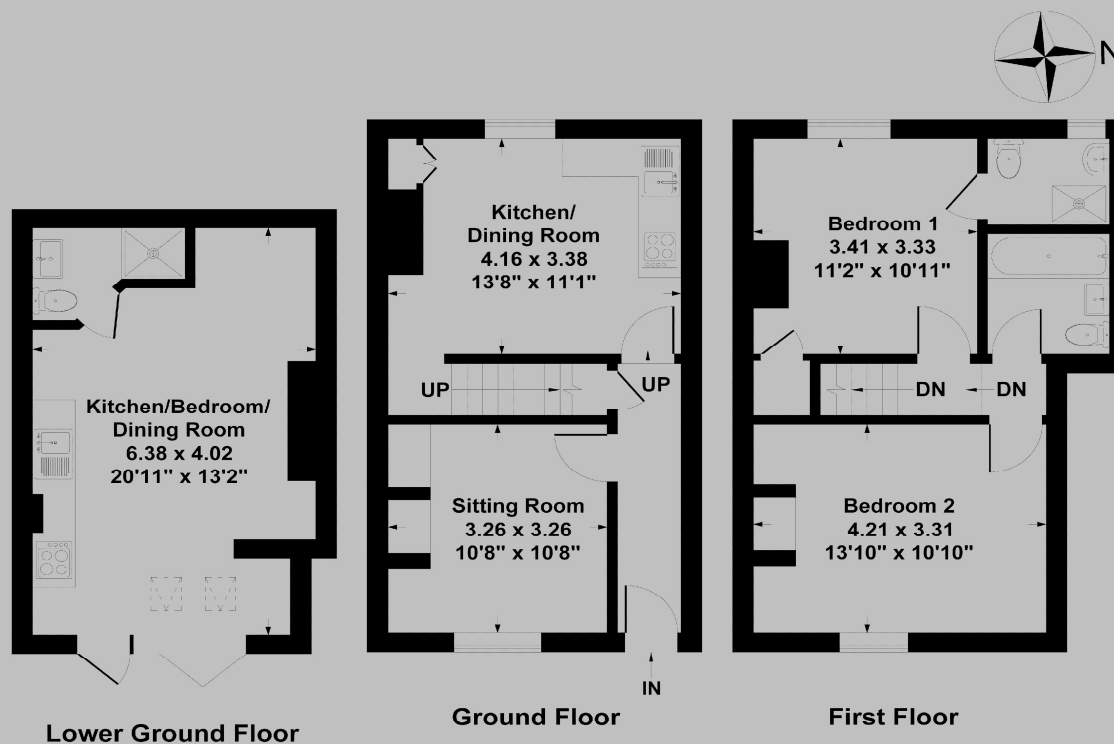 N
Kitchen/
Dining Room
4.16 x 3.38
13'8" x 11'1"
Bedroom 1
3.41 x 3.33
11'2" x 10'11"
UP
UP
DN
DN
Kitchen/Bedroom/
Dining Room
6.38 x 4.02
20'11" x 13'2"
Sitting Room
3.26 x 3.26
10'8" x 10'8"
Bedroom 2
4.21 x 3.31
13'10" x 10'10"
IN
Lower Ground Floor
Ground Floor
First Floor